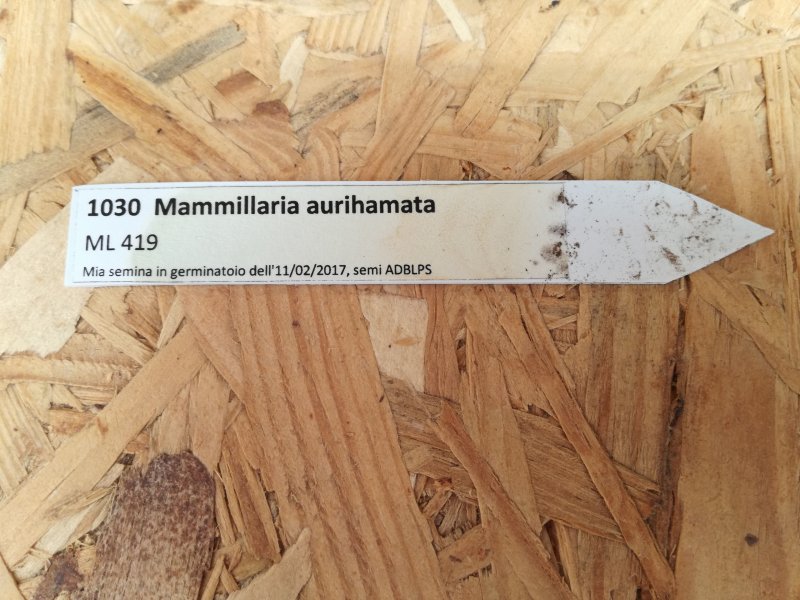 1030 Mammillaria aurihamata
ML 419
Mia semina in germinatoio dell'11/02/2017, semi ADBLPS